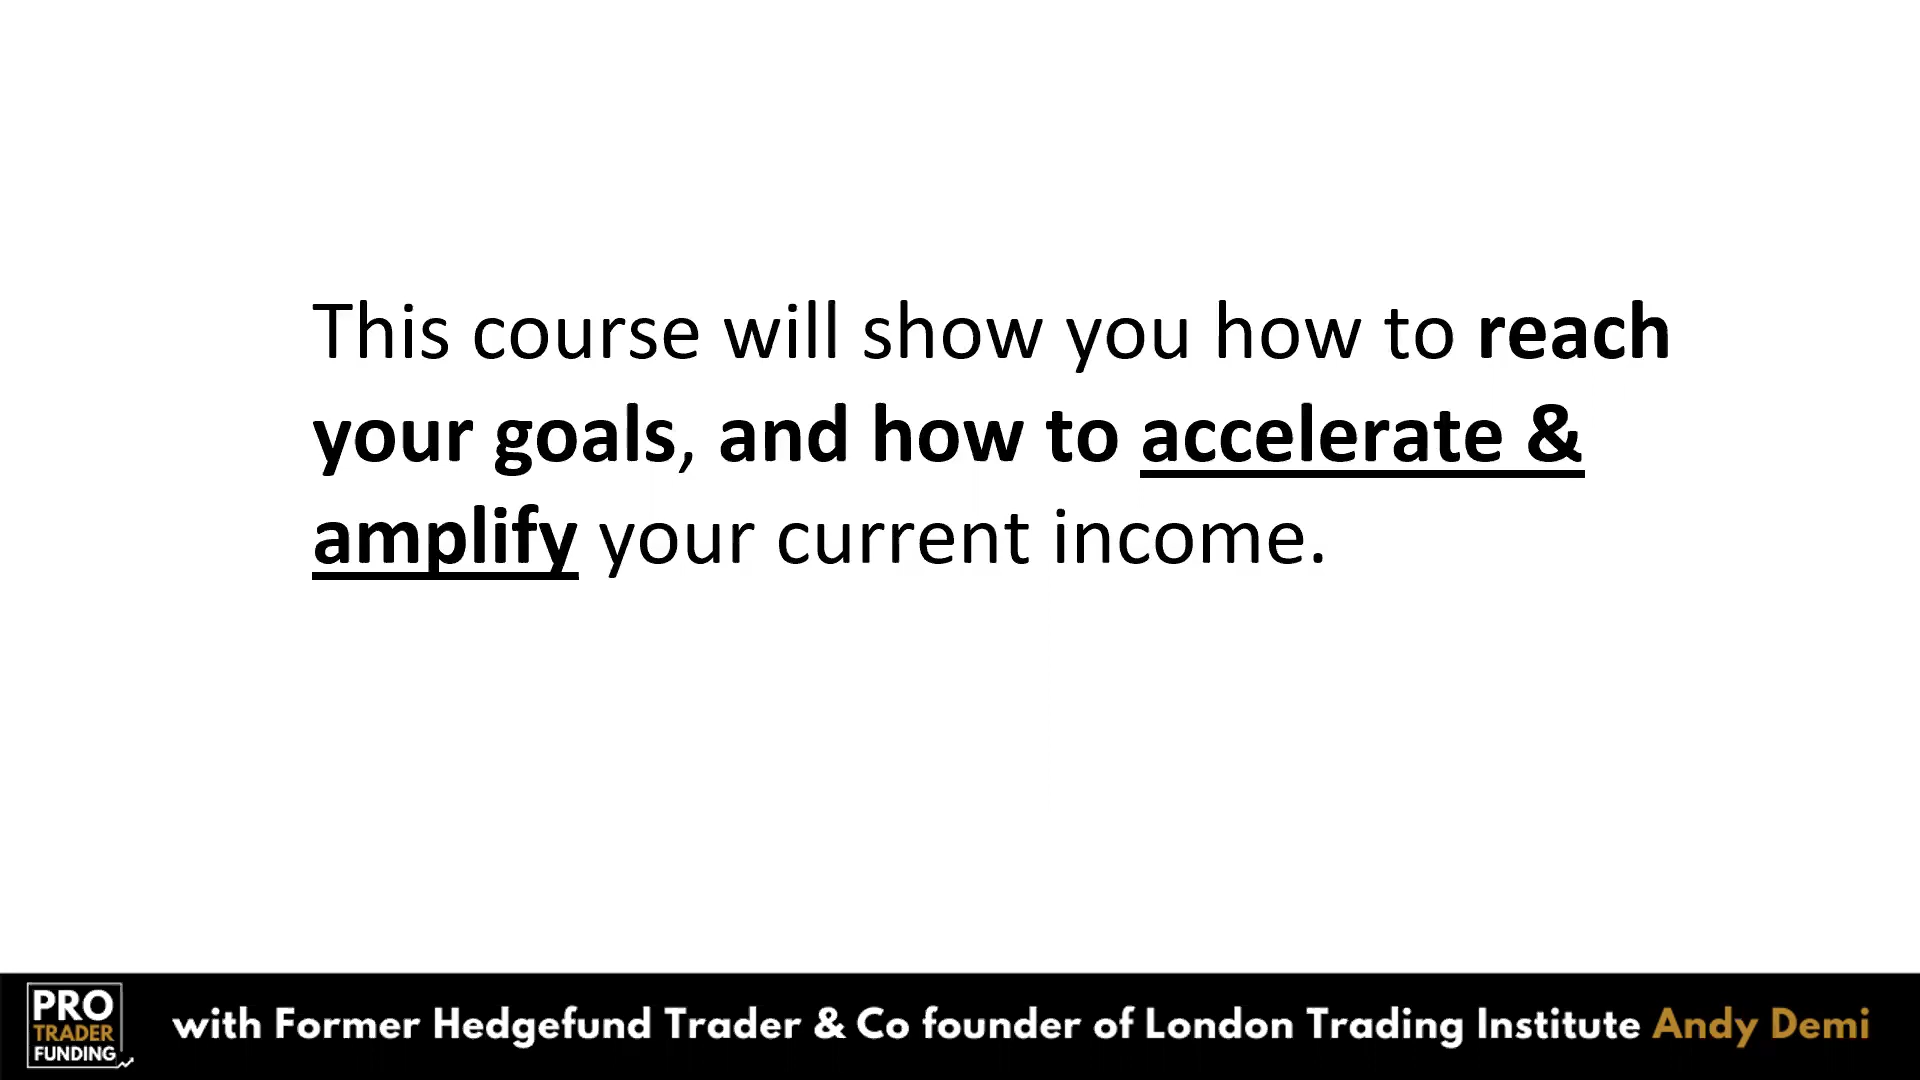 This course will show you how to reach
your goals, and how to accelerate &
amplify your current income.
PRO
TRADER
FUNDING
with Former Hedgefund Trader & Co founder of London Trading Institute Andy Demi